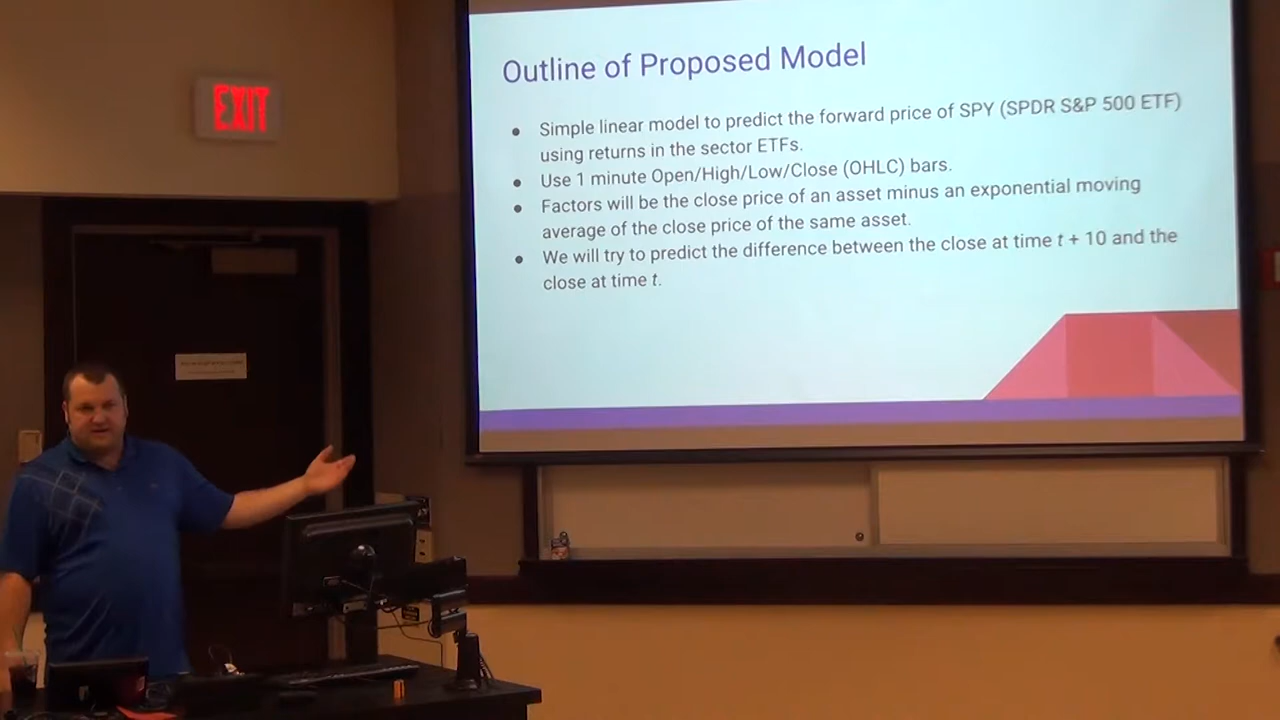 EXIT
Outline of Proposed Model
● Simple linear model to predict the forward price of SPY (SPDR S&P 500 ETF)
using returns in the sector ETFs.
● Use 1 minute Open/High/Low/Close (OHLC) bars.
● Factors will be the close price of an asset minus an exponential moving
average of the close price of the same asset.
● We will try to predict the difference between the close at time t + 10 and the
close at time t.